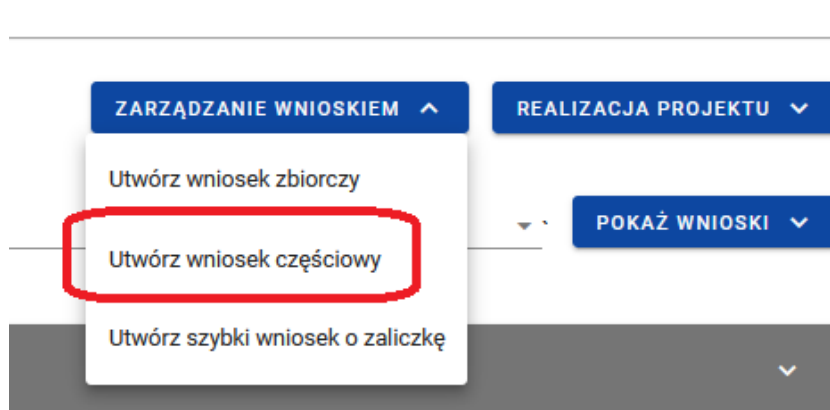 ZARZĄDZANIE WNIOSKIEM
REALIZACJA PROJEKTU
Utwórz wniosek zbiorczy
POKAŻ WNIOSKI
Utwórz wniosek częściowy
Utwórz szybki wniosek o zaliczkę